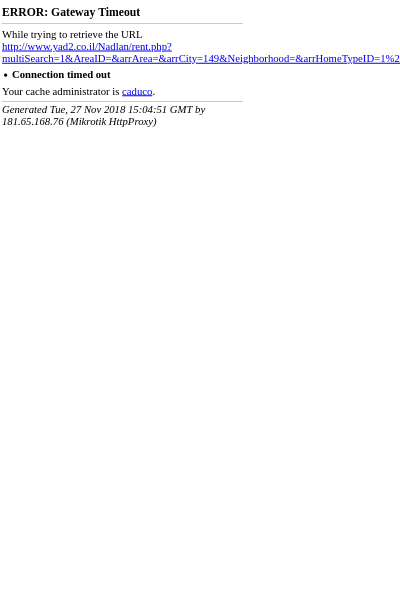 ERROR: Gateway Timeout
While trying to retrieve the URL
http://www.yad2.co.il/Nadlan/rent.php?
multiSearch=1&AreaID=&arrArea=&arrCity=149&Neighborhood=&arrHomeTypeID=1%2
• Connection timed out
Your cache administrator is caduco.
Generated Tue, 27 Nov 2018 15:04:51 GMT by
181.65.168.76 (Mikrotik HttpProxy)